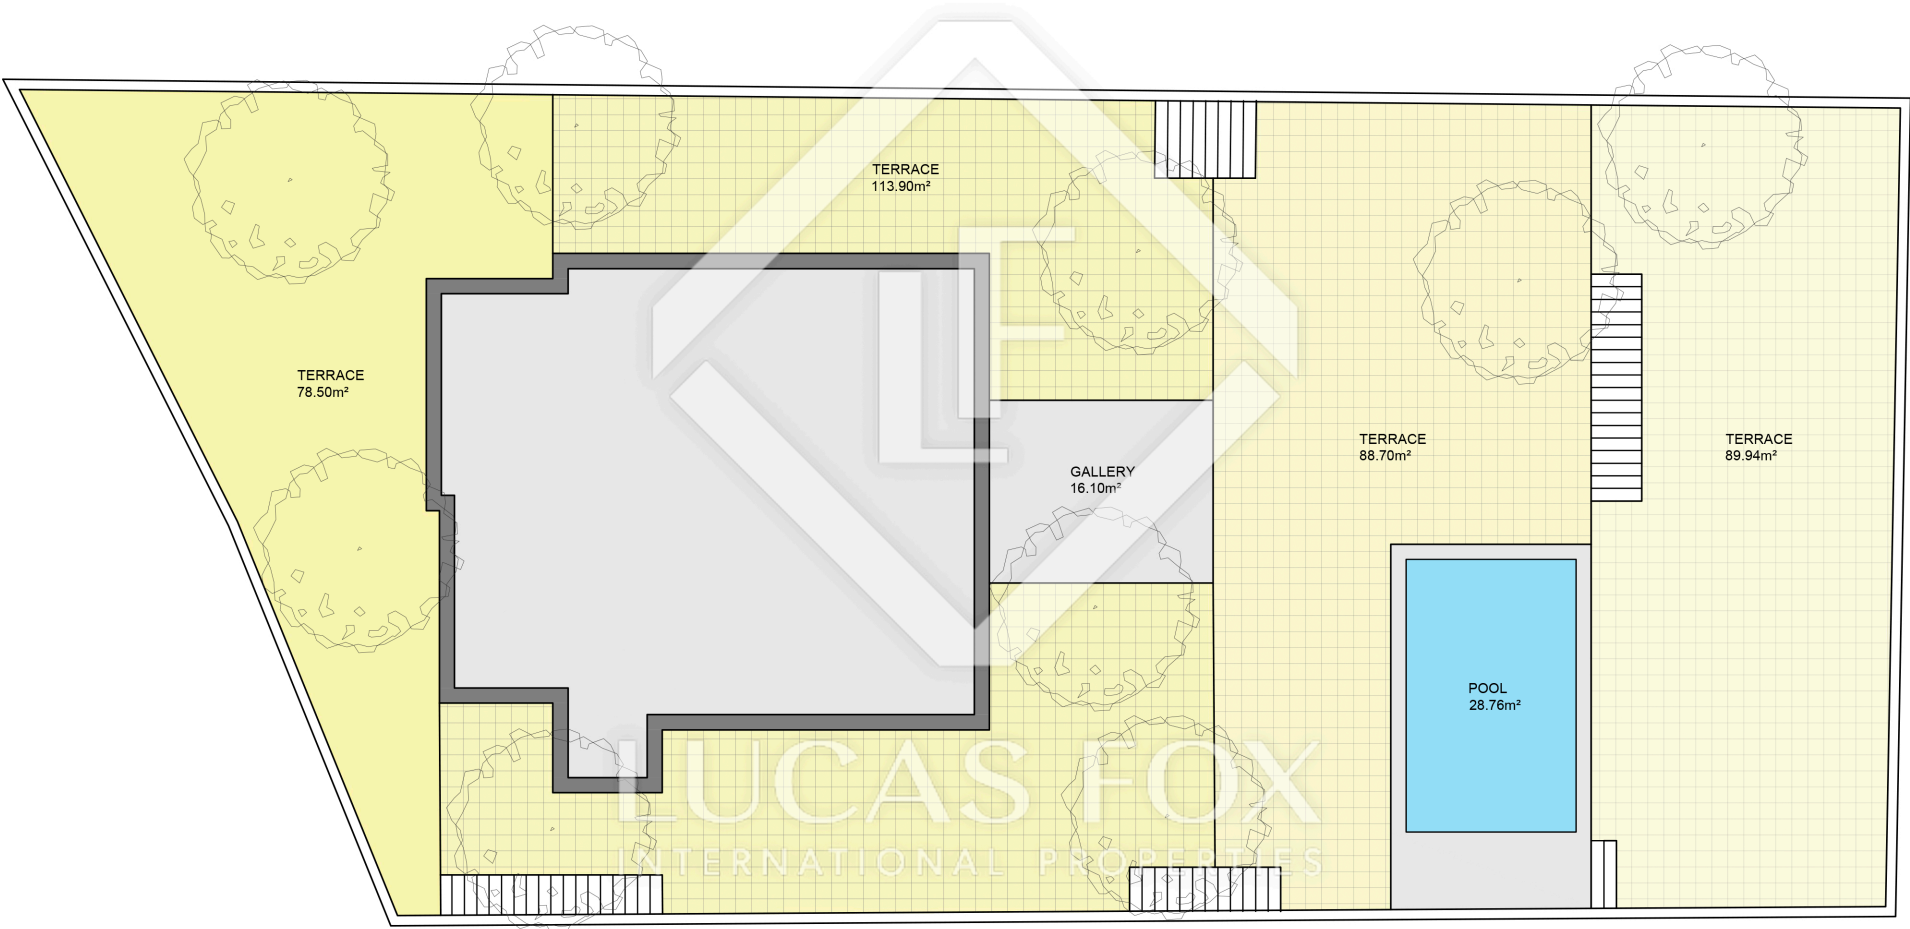 TERRACE
113.90m²
TERRACE
78.50m²
TERRACE
88.70m²
TERRACE
89.94m²
GALLERY
16.10m²
POOL
28.76m²
LF
LUCAS FOX
INTERNATIONAL PROPERTIES